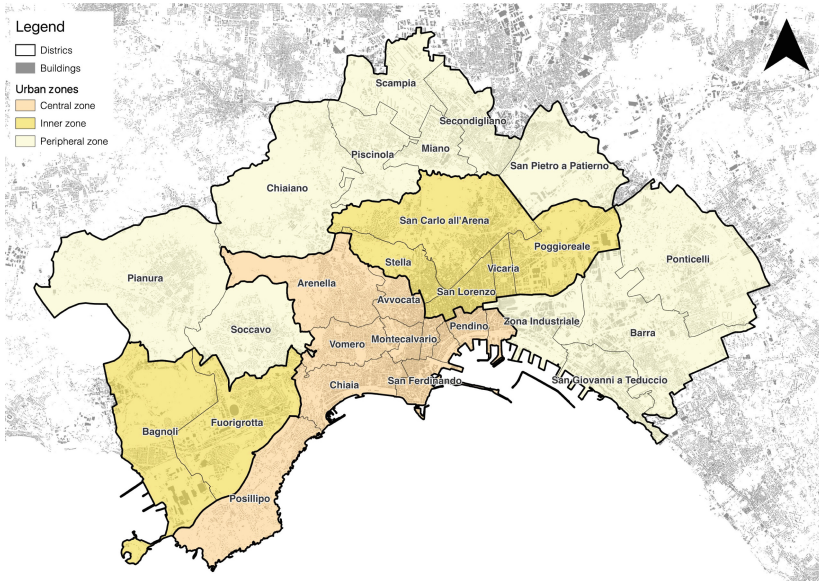 Legend
Districs
Buildings
Urban zones
Central zone
Inner zone
Peripheral zone
Scampia
Secondigliano
Miano
Piscinola
San Pietro a Patierno
Chiaiano
San Carlo all'Arena
Poggioreale
Stella
Vicaria
Ponticelli
Pianura
Arenella
San Lorenzo
Avvocata
Soccavo
Pendino
Zona Industriale
Barra
Vomero
Montecalvario
Chiaia
San Ferdinando
San Giovanni a Teduccio
Fuorigrotta
Bagnoli
Posillipo